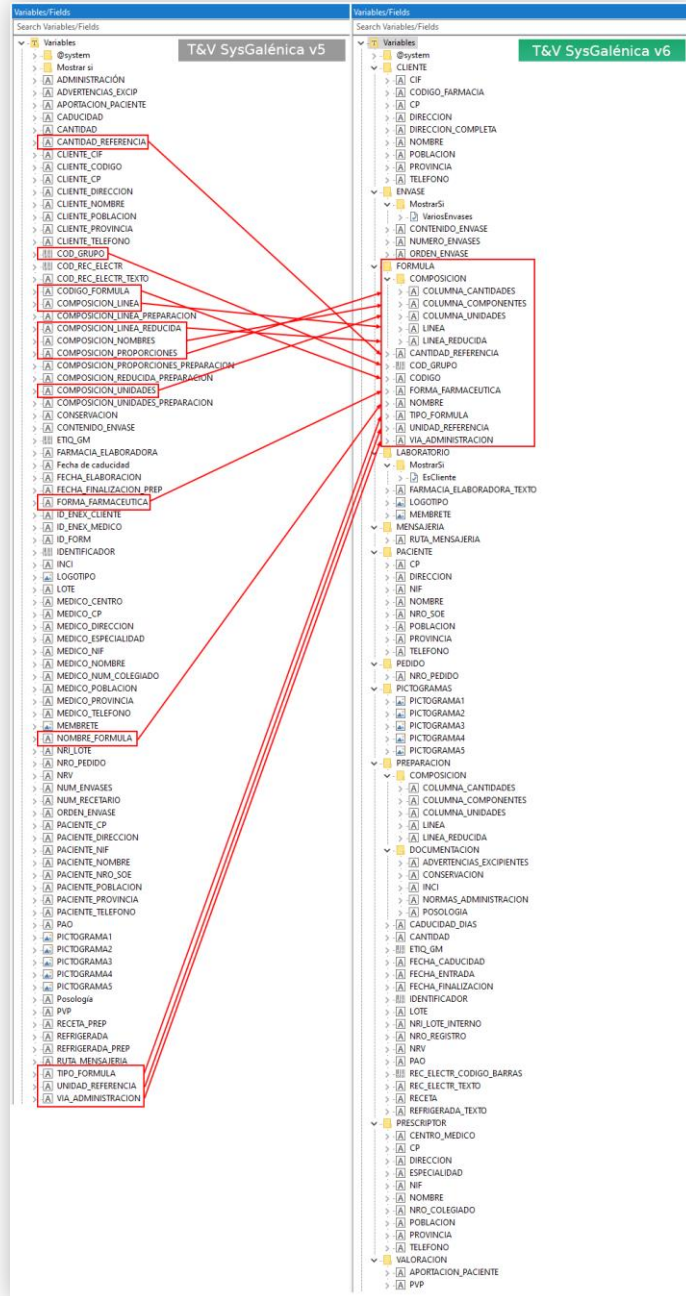 Variables/Fields
Search Variables/Fields
Variables
T&V SysGalénica v5
@system
Mostrar si
ADMINISTRACIÓN
ADVERTENCIAS_EXCIP
APORTACION_PACIENTE
CADUCIDAD
CANTIDAD
CANTIDAD_REFERENCIA
CLIENTE_CIF
CLIENTE_CODIGO
CLIENTE_CP
CLIENTE_DIRECCION
CLIENTE_NOMBRE
CLIENTE_POBLACION
CLIENTE_PROVINCIA
CLIENTE_TELEFONO
COD_GRUPO
COD_REC_ELECTR
COD_REC_ELECTR_TEXTO
CODIGO_FORMULA
COMPOSICION_LINEA
COMPOSICION_LINEA_PREPARACION
COMPOSICION_LINEA_REDUCIDA
COMPOSICION_NOMBRES
COMPOSICION_PROPORCIONES
COMPOSICION_PROPORCIONES_PREPARACION
COMPOSICION_REDUCIDA_PREPARACION
COMPOSICION_UNIDADES
COMPOSICION_UNIDADES_PREPARACION
CONSERVACION
CONTENIDO_ENVASE
ETIQ_GM
FARMACIA_ELABORADORA
Fecha de caducidad
FECHA_ELABORACION
FECHA_FINALIZACION_PREP
FORMA_FARMACEUTICA
ID_ENEX_CLIENTE
ID_ENEX_MEDICO
ID_FORM
IDENTIFICADOR
INCI
LOGOTIPO
LOTE
MEDICO_CENTRO
MEDICO_CP
MEDICO_DIRECCION
MEDICO_ESPECIALIDAD
MEDICO_NIF
MEDICO_NOMBRE
MEDICO_NUM_COLEGIADO
MEDICO_POBLACION
MEDICO_PROVINCIA
MEDICO_TELEFONO
MEMBRETE
NOMBRE_FORMULA
NRI_LOTE
NRO_PEDIDO
NRV
NUM_ENVASES
NUM_RECETARIO
ORDEN_ENVASE
PACIENTE_CP
PACIENTE_DIRECCION
PACIENTE_NIF
PACIENTE_NOMBRE
PACIENTE_NRO_SOE
PACIENTE_POBLACION
PACIENTE_PROVINCIA
PACIENTE_TELEFONO
PAO
PICTOGRAMA1
PICTOGRAMA2
PICTOGRAMA3
PICTOGRAMA4
PICTOGRAMA5
Posología
PVP
RECETA_PREP
REFRIGERADA
REFRIGERADA_PREP
RUTA_MENSAJERIA
TIPO_FORMULA
UNIDAD_REFERENCIA
VIA_ADMINISTRACION
Variables/Fields
Search Variables/Fields
Variables
T&V SysGalénica v6
@system
CLIENTE
CIF
CODIGO_FARMACIA
CP
DIRECCION
DIRECCION_COMPLETA
NOMBRE
POBLACION
PROVINCIA
TELEFONO
ENVASE
MostrarSi
VariosEnvases
CONTENIDO_ENVASE
NUMERO_ENVASES
ORDEN_ENVASE
FORMULA
COMPOSICION
COLUMNA_CANTIDADES
COLUMNA_COMPONENTES
COLUMNA_UNIDADES
LINEA
LINEA_REDUCIDA
CANTIDAD_REFERENCIA
COD_GRUPO
CODIGO
FORMA_FARMACEUTICA
NOMBRE
TIPO_FORMULA
UNIDAD_REFERENCIA
VIA_ADMINISTRACION
LABORATORIO
MostrarSi
EsCliente
FARMACIA_ELABORADORA_TEXTO
LOGOTIPO
MEMBRETE
MENSAJERIA
RUTA_MENSAJERIA
PACIENTE
CP
DIRECCION
NIF
NOMBRE
NRO_SOE
POBLACION
PROVINCIA
TELEFONO
PEDIDO
NRO_PEDIDO
PICTOGRAMAS
PICTOGRAMA1
PICTOGRAMA2
PICTOGRAMA3
PICTOGRAMA4
PICTOGRAMA5
PREPARACION
COMPOSICION
COLUMNA_CANTIDADES
COLUMNA_COMPONENTES
COLUMNA_UNIDADES
LINEA
LINEA_REDUCIDA
DOCUMENTACION
ADVERTENCIAS_EXCIPIENTES
CONSERVACION
INCI
NORMAS_ADMINISTRACION
POSOLOGIA
CADUCIDAD_DIAS
CANTIDAD
ETIQ_GM
FECHA_CADUCIDAD
FECHA_ENTRADA
FECHA_FINALIZACION
IDENTIFICADOR
LOTE
NRI_LOTE_INTERNO
NRO_REGISTRO
NRV
PAO
REC_ELECTR_CODIGO_BARRAS
REC_ELECTR_TEXTO
RECETA
REFRIGERADA_TEXTO
PRESCRIPTOR
CENTRO_MEDICO
CP
DIRECCION
ESPECIALIDAD
NIF
NOMBRE
NRO_COLEGIADO
POBLACION
PROVINCIA
TELEFONO
VALORACION
APORTACION_PACIENTE
PVP